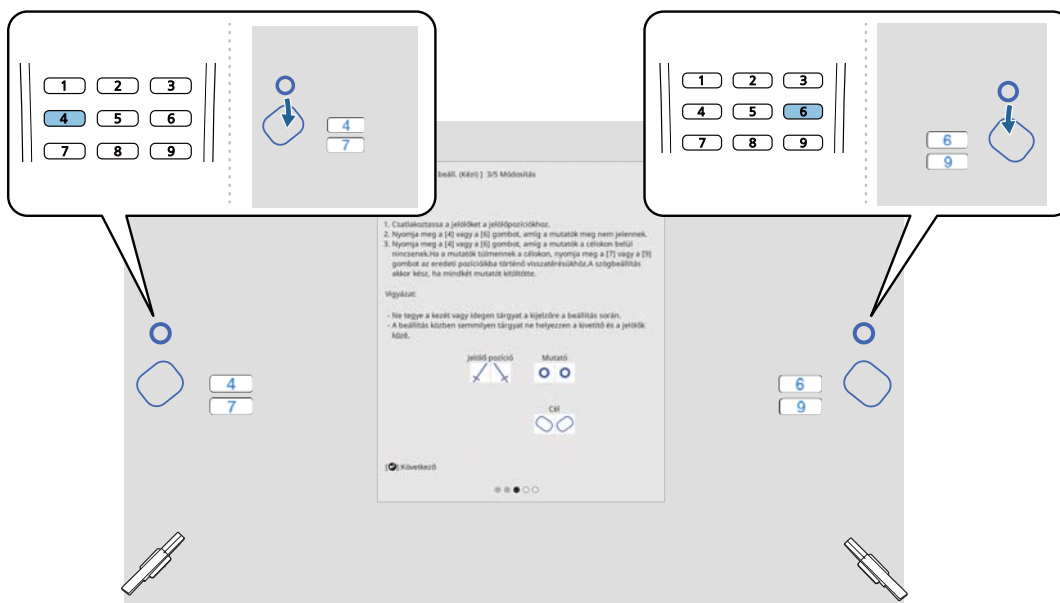 1 2 3
4 5 6
7 8 9
4
7
1 2 3
4 5 6
7 8 9
6
9
beáll. (Kézi) ] 3/5 Módosítás
1. Csatlakoztassa a jelölőket a jelölőpozíciókhoz.
2. Nyomja meg a [4] vagy a [6] gombot, amíg a mutatók meg nem jelennek.
3. Nyomja meg a [4] vagy a [6] gombot, amíg a mutatók a célokon belül
nincsenek.Ha a mutatók túlmennek a célokon, nyomja meg a [7] vagy a [9]
gombot az eredeti pozícióikba történő visszatérésükhöz.A szögbeállítás
akkor kész, ha mindkét mutatót kitöltötte.
Vigyázat:
- Ne tegye a kezét vagy idegen tárgyat a kijelzőre a beállítás során.
- A beállítás közben semmilyen tárgyat ne helyezzen a kivetítő és a jelölők
közé.
Jelölő pozíció Mutató
Cél
4
7
6
9
[ ]:Következő